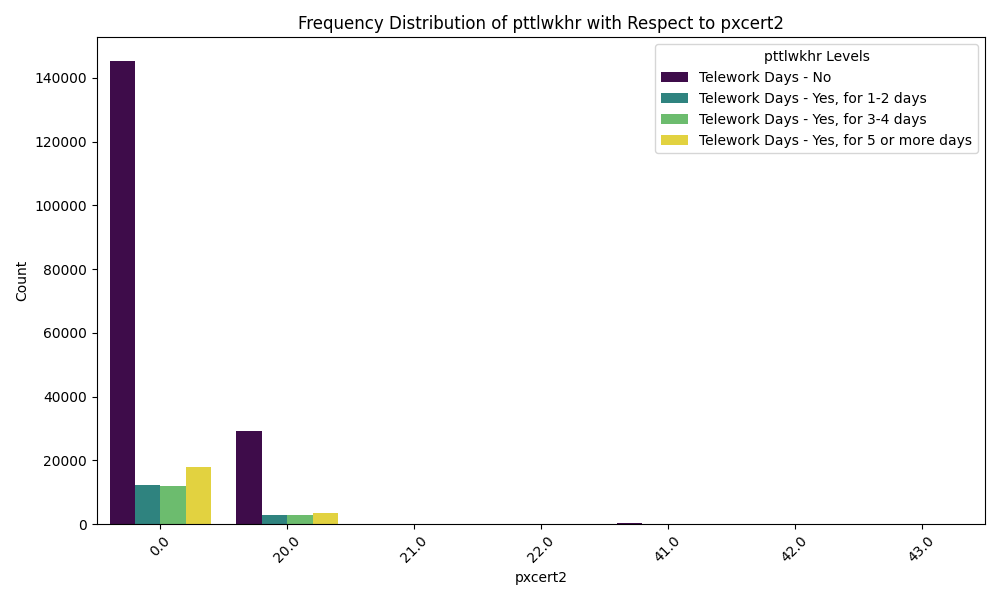 Frequency Distribution of pttlwkhr with Respect to pxcert2
pttlwkhr Levels
Telework Days - No
Telework Days - Yes, for 1-2 days
Telework Days - Yes, for 3-4 days
Telework Days - Yes, for 5 or more days
Count
140000
120000
100000
80000
60000
40000
20000
0
0.0
20.0
21.0
22.0
41.0
42.0
43.0
pxcert2